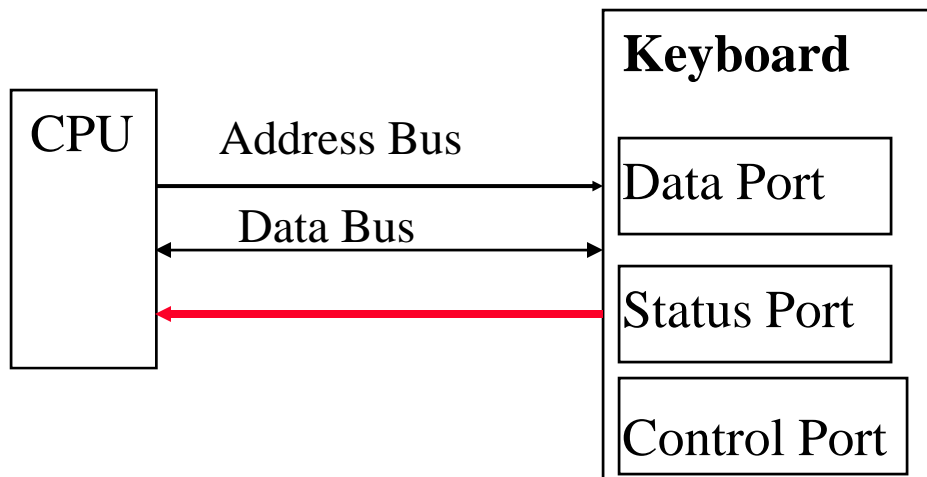 Keyboard
CPU
Address Bus
Data Port
Data Bus
Status Port
Control Port